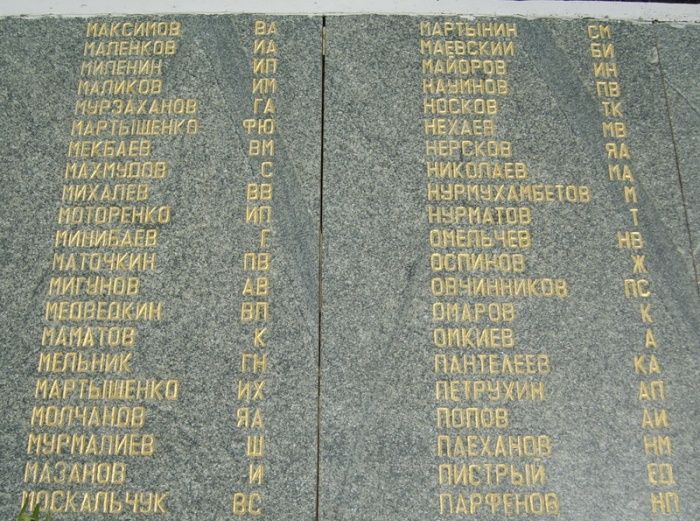 МАКСИМОВ ВА
МАЛЕНКОВ ИА
МИЛЕНИН ИП
МАЛИКОВ ИМ
МУРЗАХАНОВ ГА
МАРТЫЩЕНКО ФЮ
МЕКБАЕВ ВМ
МАХМУДОВ С
МИХАЛЕВ ВВ
МОТОРЕНКО ИП
МИНИБАЕВ Г
МАТОЧКИН ПВ
МИГУНОВ АВ
МЕДВЕДКИН ВП
МАМАТОВ К
МЕЛЬНИК ГН
МАРТЫЩЕНКО ИХ
МОЛЧАНОВ ЯА
МУРМАЛИЕВ Ш
МАЗАНОВ И
МОСКАЛЬЧУК ВС
МАРТЫНИН СМ
МАЕВСКИЙ БИ
МАЙОРОВ ИН
НАУМНОВ ПВ
НОСКОВ ТК
НЕХАЕВ МВ
НЕРСКОВ ЯА
НИКОЛАЕВ МА
НУРМУХАМБЕТОВ М
НУРМАТОВ Т
ОМЕЛЬЧЕВ НВ
ОСПИНОВ Ж
ОВЧИННИКОВ ПС
ОМАРОВ К
ОМКИЕВ А
ПАНТЕЛЕЕВ КА
ПЕТРУХИН АП
ПОПОВ АИ
ПЛЕХАНОВ НМ
ПИСТРЫЙ ЕД
ПАРФЕНОВ НП